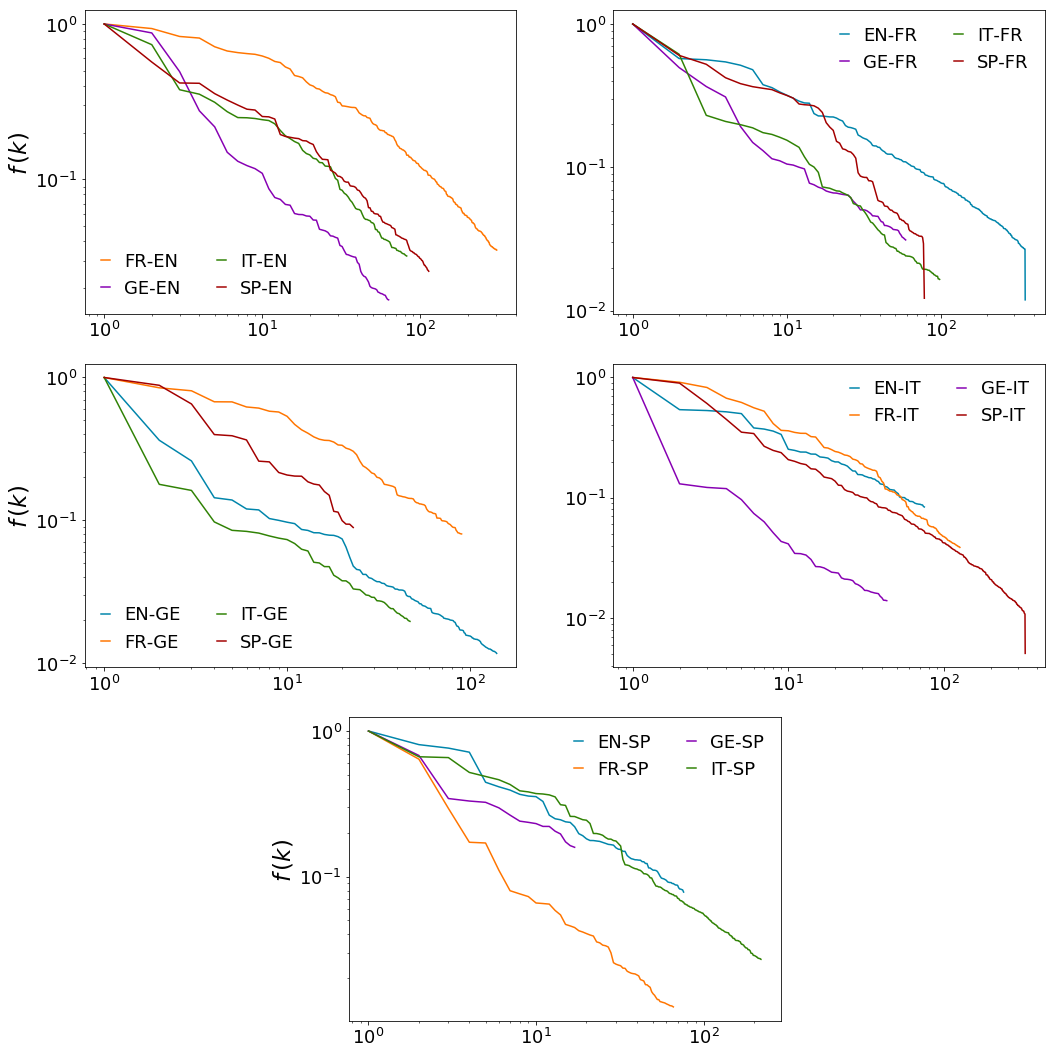 f(k)
10⁰
10⁻¹
FR-EN IT-EN
GE-EN SP-EN
10⁰ 10¹ 10²
10⁰
10⁻¹
10⁻²
EN-FR IT-FR
GE-FR SP-FR
10⁰ 10¹ 10²
f(k)
10⁰
10⁻¹
10⁻²
EN-GE IT-GE
FR-GE SP-GE
10⁰ 10¹ 10²
10⁰
10⁻¹
10⁻²
EN-IT GE-IT
FR-IT SP-IT
10⁰ 10¹ 10²
f(k)
10⁰
10⁻¹
EN-SP GE-SP
FR-SP IT-SP
10⁰ 10¹ 10²